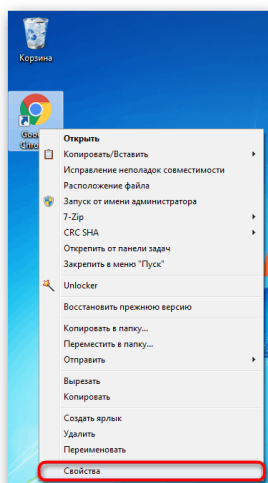 Корзина
Goo
Chro
Открыть
Копировать/Вставить
Исправление неполадок совместимости
Расположение файла
Запуск от имени администратора
7-Zip
CRC SHA
Открепить от панели задач
Закрепить в меню "Пуск"
Unlocker
Восстановить прежнюю версию
Копировать в папку...
Переместить в папку...
Отправить
Вырезать
Копировать
Создать ярлык
Удалить
Переименовать
Свойства